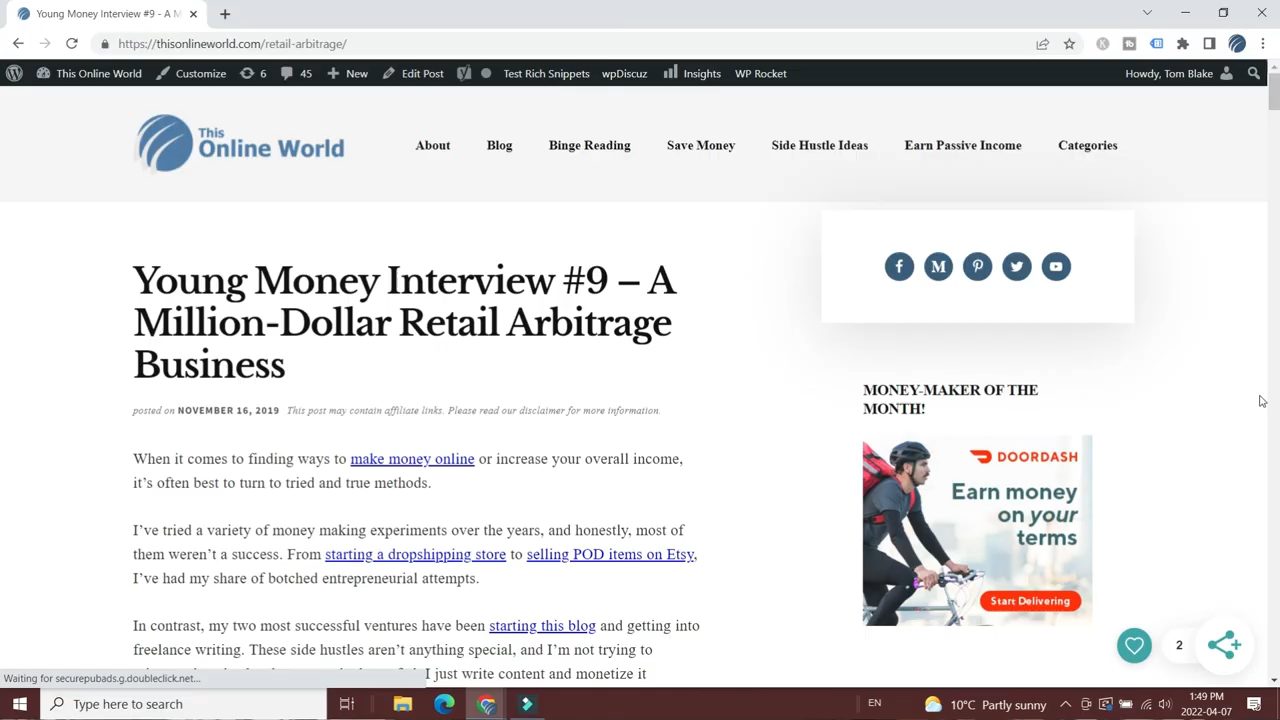 Young Money Interview #9 – A M
https://thisonlineworld.com/retail-arbitrage/
This Online World Customize 6 45 New Edit Post Test Rich Snippets wpDiscuz Insights WP Rocket Howdy, Tom Blake
This
Online World
About Blog Binge Reading Save Money Side Hustle Ideas Earn Passive Income Categories
Young Money Interview #9 – A
Million-Dollar Retail Arbitrage
Business
posted on NOVEMBER 16, 2019 This post may contain affiliate links. Please read our disclaimer for more information.
When it comes to finding ways to make money online or increase your overall income,
it's often best to turn to tried and true methods.
I've tried a variety of money making experiments over the years, and honestly, most of
them weren't a success. From starting a dropshipping store to selling POD items on Etsy,
I've had my share of botched entrepreneurial attempts.
In contrast, my two most successful ventures have been starting this blog and getting into
freelance writing. These side hustles aren't anything special, and I'm not trying to
I just write content and monetize it
MONEY-MAKER OF THE
MONTH!
DOORDASH
Earn money
on your
terms
Start Delivering
2
Waiting for securepubads.g.doubleclick.net...
Type here to search
EN
10°C Partly sunny
1:49 PM
2022-04-07